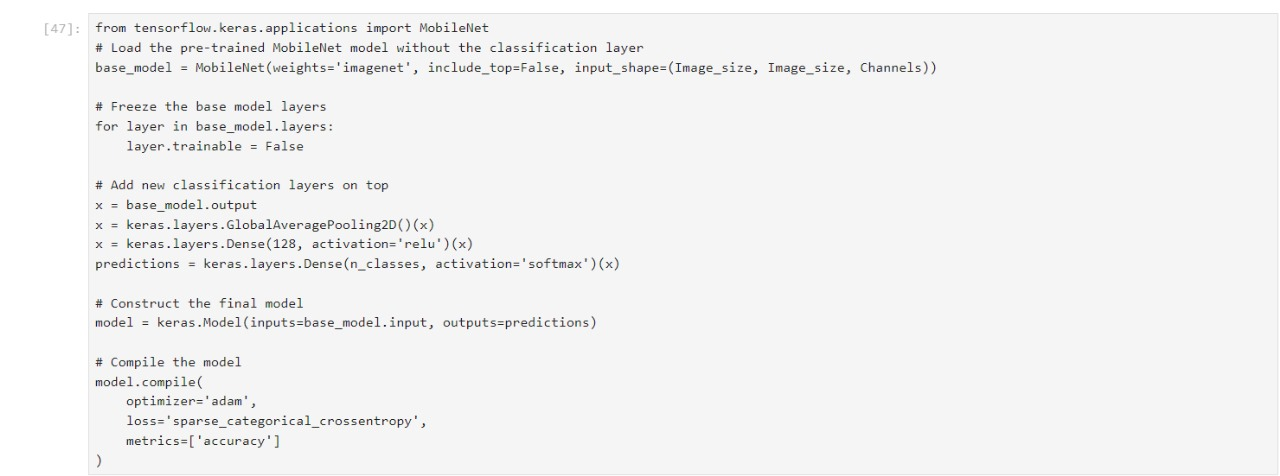 [47]: from tensorflow.keras.applications import MobileNet
# Load the pre-trained MobileNet model without the classification layer
base_model = MobileNet(weights='imagenet', include_top=False, input_shape=(Image_size, Image_size, Channels))

# Freeze the base model layers
for layer in base_model.layers:
    layer.trainable = False

# Add new classification layers on top
x = base_model.output
x = keras.layers.GlobalAveragePooling2D()(x)
x = keras.layers.Dense(128, activation='relu')(x)
predictions = keras.layers.Dense(n_classes, activation='softmax')(x)

# Construct the final model
model = keras.Model(inputs=base_model.input, outputs=predictions)

# Compile the model
model.compile(
    optimizer='adam',
    loss='sparse_categorical_crossentropy',
    metrics=['accuracy']
)